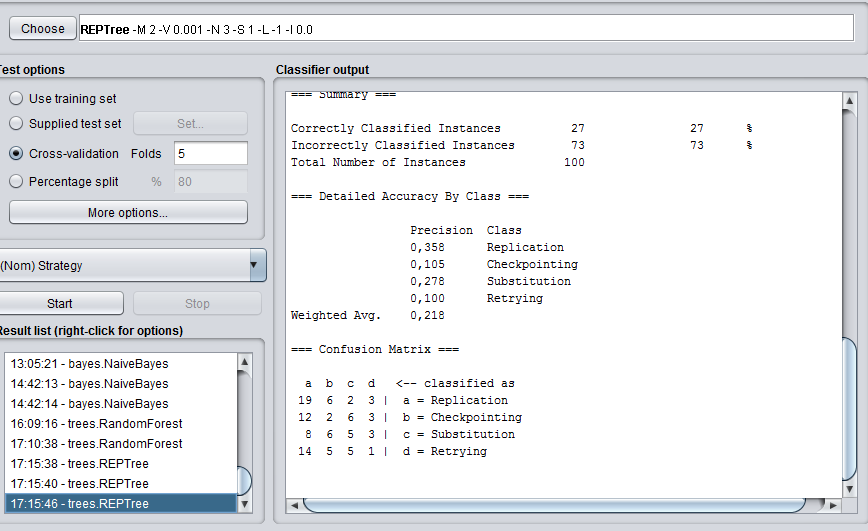 Choose
REPTree -M 2 -V 0.001 -N 3 -S 1 -L -1 -I 0.0
Test options
Use training set
Supplied test set
Set...
Cross-validation Folds 5
Percentage split % 80
More options...
(Nom) Strategy
Start
Stop
Result list (right-click for options)
13:05:21 - bayes.NaiveBayes
14:42:13 - bayes.NaiveBayes
14:42:14 - bayes.NaiveBayes
16:09:16 - trees.RandomForest
17:10:38 - trees.RandomForest
17:15:38 - trees.REPTree
17:15:40 - trees.REPTree
17:15:46 - trees.REPTree
Classifier output
=== Summary ===
Correctly Classified Instances 27 27 %
Incorrectly Classified Instances 73 73 %
Total Number of Instances 100
=== Detailed Accuracy By Class ===
Precision Class
0,358 Replication
0,105 Checkpointing
0,278 Substitution
0,100 Retrying
Weighted Avg. 0,218
=== Confusion Matrix ===
a b c d <-- classified as
19 6 2 3 | a = Replication
12 2 6 3 | b = Checkpointing
8 6 5 3 | c = Substitution
14 5 5 1 | d = Retrying